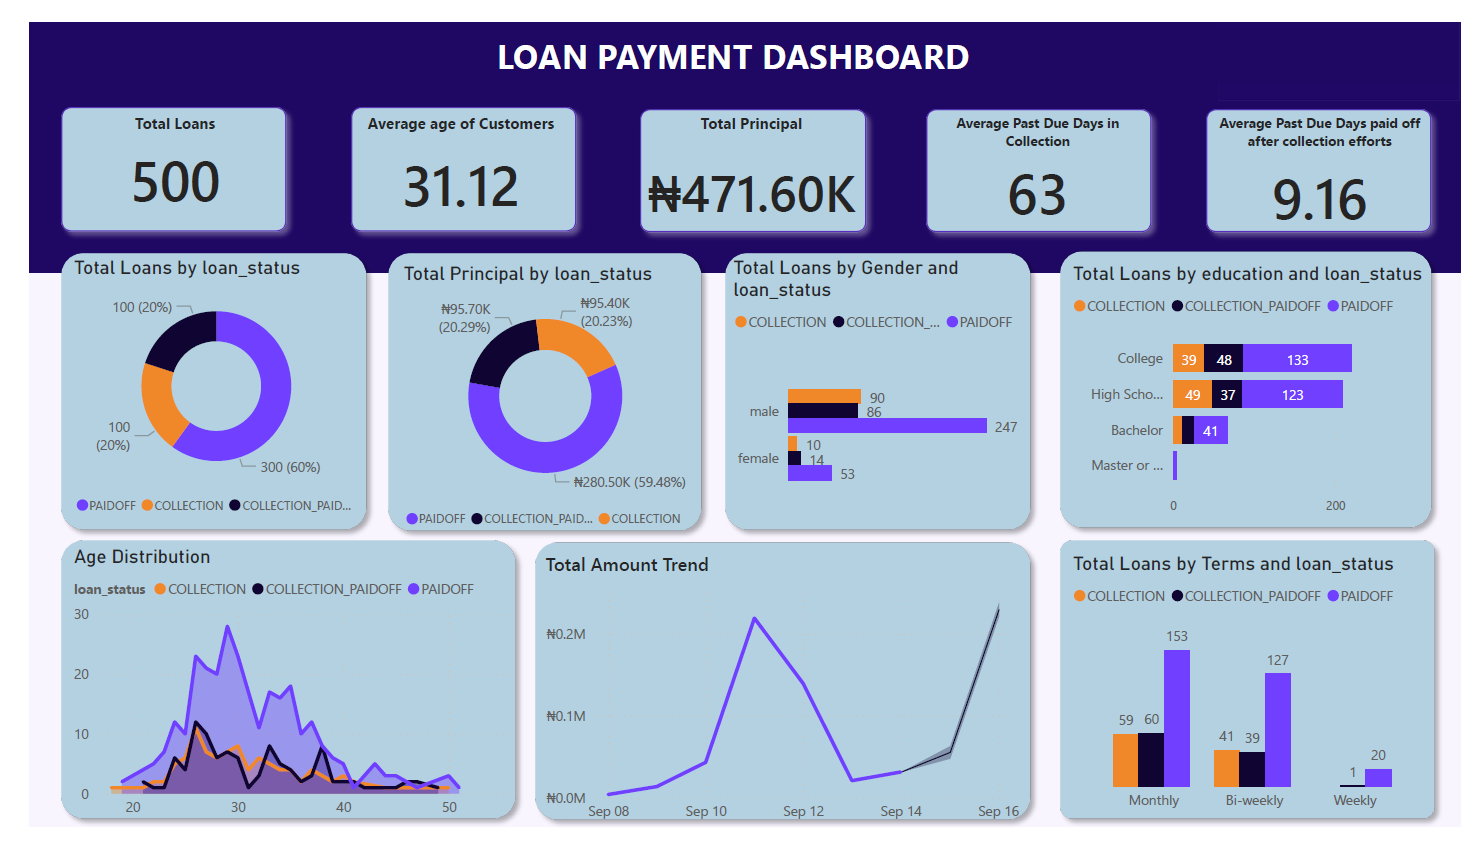 LOAN PAYMENT DASHBOARD
Total Loans
500
Average age of Customers
31.12
Total Principal
₦471.60K
Average Past Due Days in
Collection
63
Average Past Due Days paid off
after collection efforts
9.16
Total Loans by loan_status
100 (20%)
100
(20%)
300 (60%)
PAIDOFF COLLECTION COLLECTION_PAID...
Total Principal by loan_status
₦95.70K
(20.29%)
₦95.40K
(20.23%)
₦280.50K (59.48%)
PAIDOFF COLLECTION_PAID... COLLECTION
Total Loans by Gender and
loan_status
COLLECTION COLLECTION_... PAIDOFF
male
90
86
247
female
10
14
53
Total Loans by education and loan_status
COLLECTION COLLECTION_PAIDOFF PAIDOFF
College 39 48 133
High Scho... 49 37 123
Bachelor 41
Master or ...
0 200
Age Distribution
loan_status COLLECTION COLLECTION_PAIDOFF PAIDOFF
30
20
10
0
20 30 40 50
Total Amount Trend
₦0.2M
₦0.1M
₦0.0M
Sep 08 Sep 10 Sep 12 Sep 14 Sep 16
Total Loans by Terms and loan_status
COLLECTION COLLECTION_PAIDOFF PAIDOFF
59 60 153
41 39 127
1 20
Monthly Bi-weekly Weekly